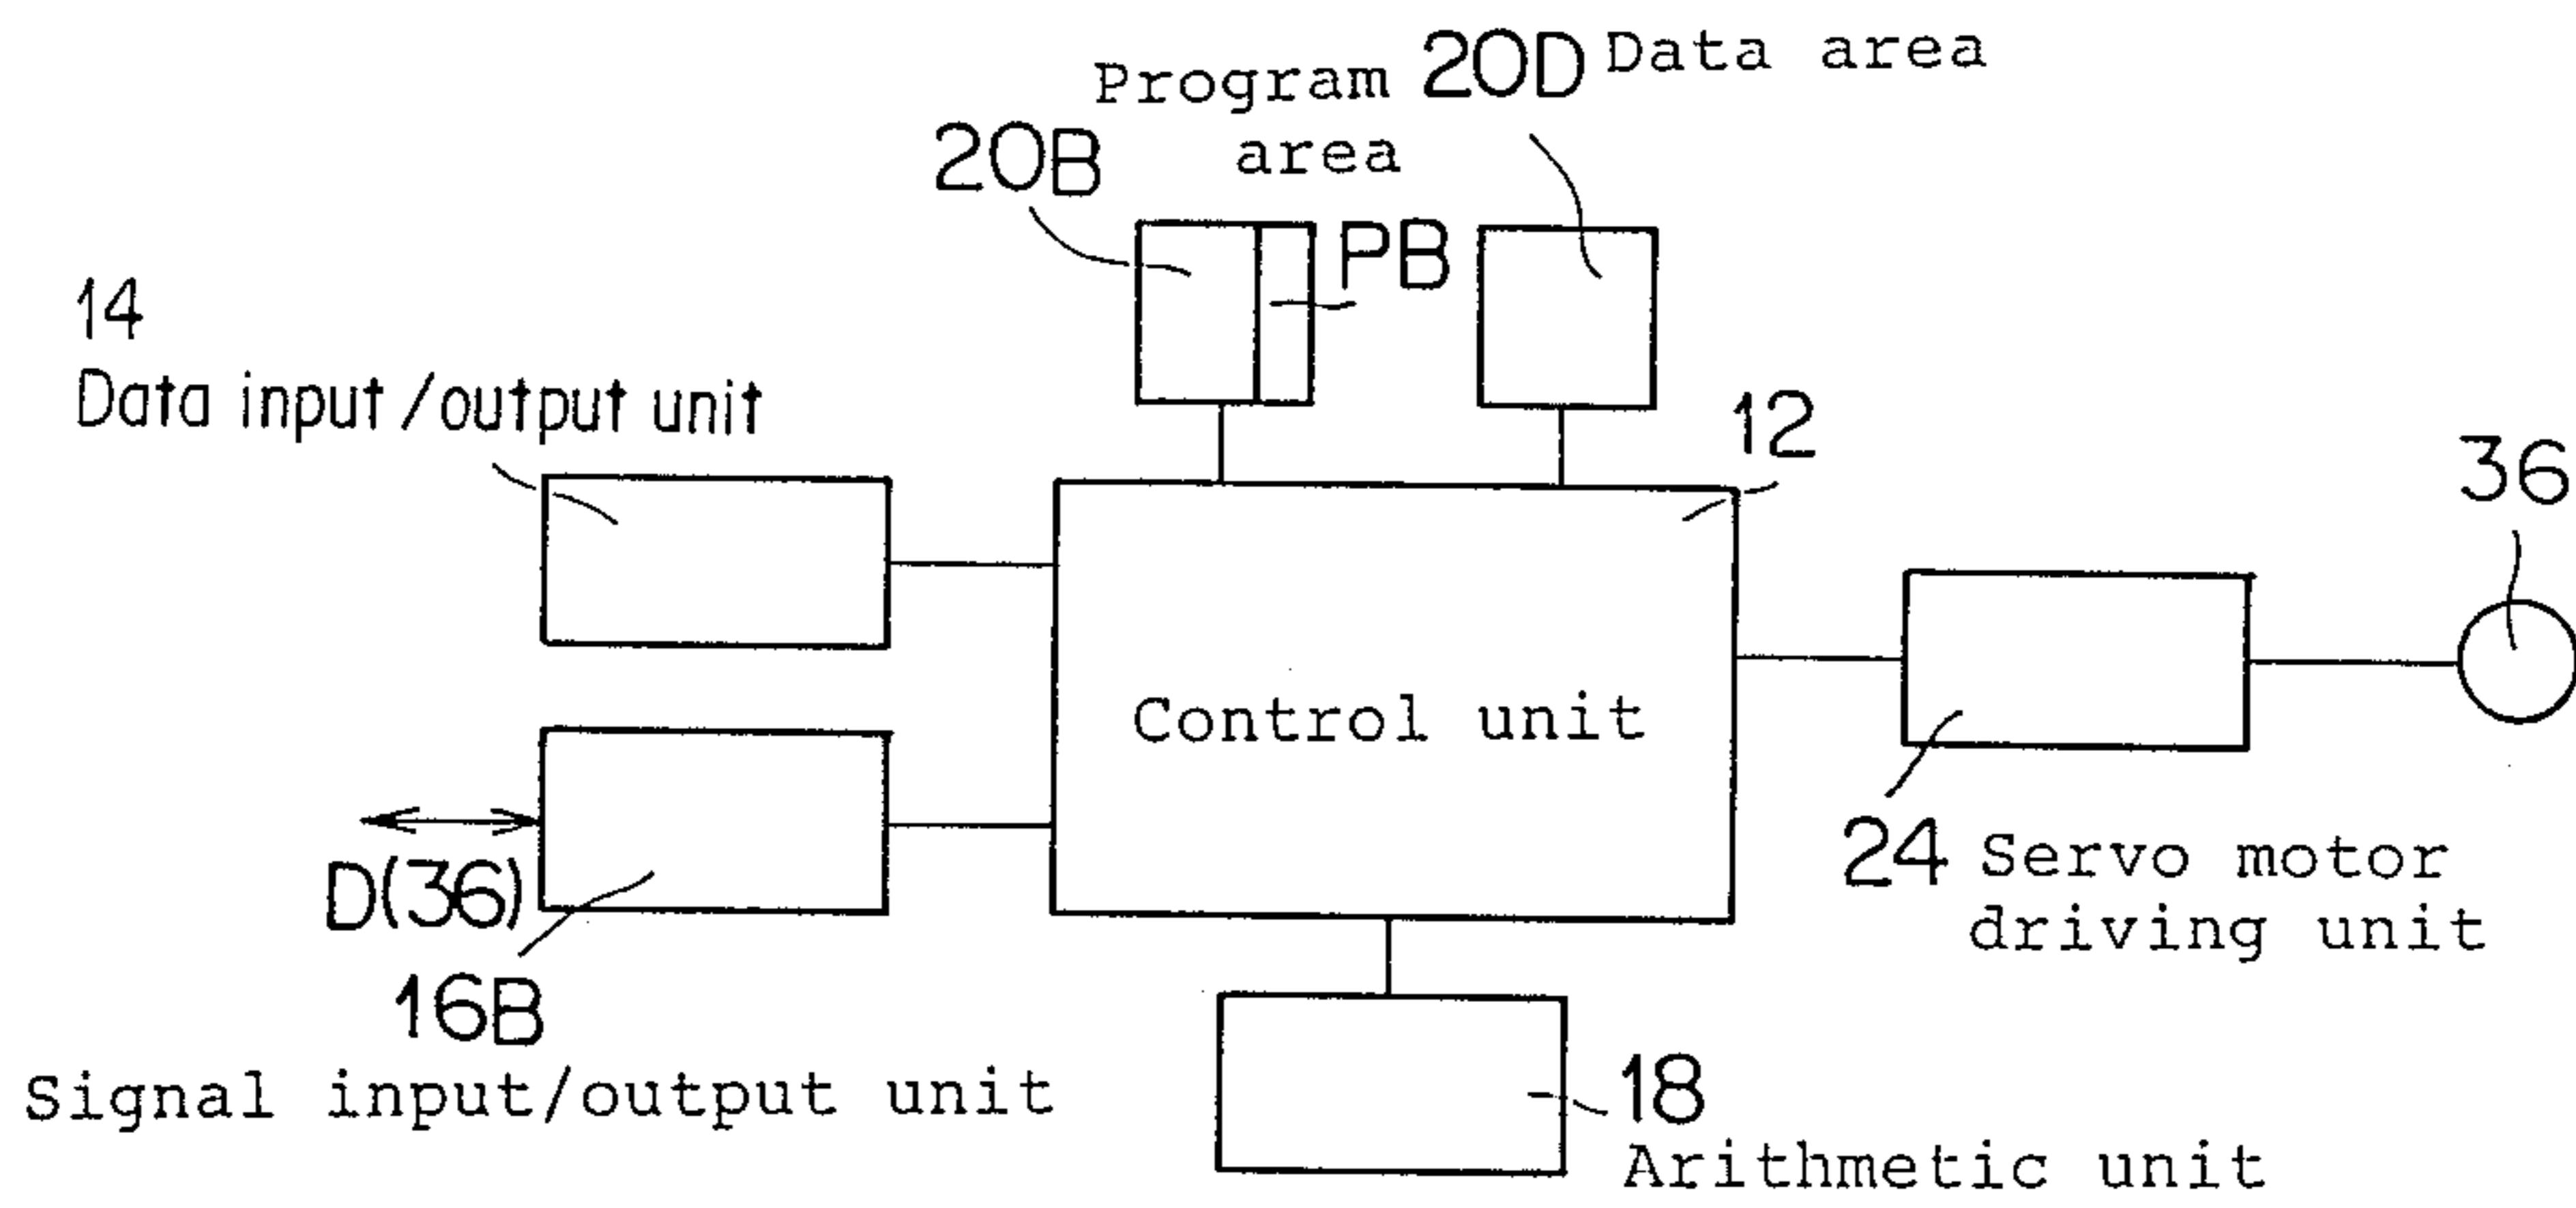 20D Data area
Program
area
20B
PB
14
Data input/output unit
12
36
Control unit
D(36)
16B
Signal input/output unit
24 Servo motor
driving unit
18
Arithmetic unit